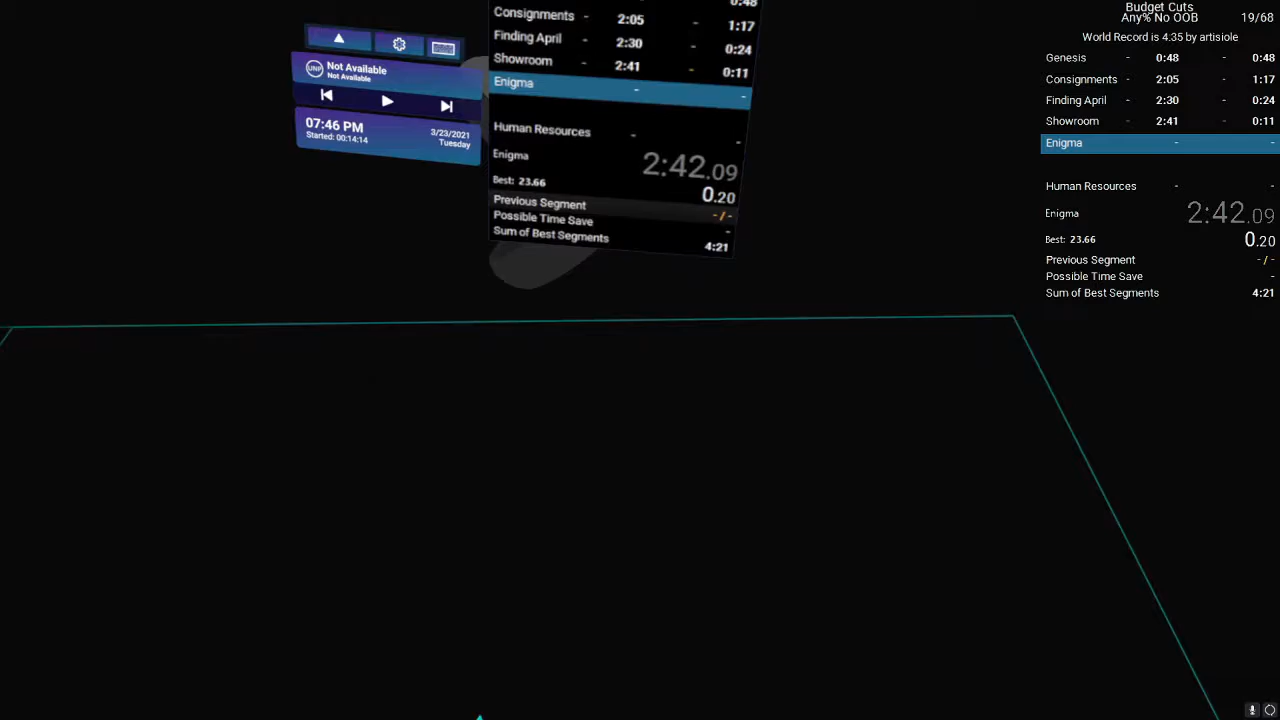 Not Available
Not Available
07:46 PM
Started: 00:14:14
3/23/2021
Tuesday
0:48
Consignments - 2:05 - 1:17
Finding April - 2:30 - 0:24
Showroom - 2:41 - 0:11
Enigma - -
Human Resources - -
Enigma 2:42.09
Best: 23.66 0.20
Previous Segment - / -
Possible Time Save -
Sum of Best Segments 4:21
Budget Cuts
Any% No OOB 19/68
World Record is 4:35 by artisiole
Genesis - 0:48 - 0:48
Consignments - 2:05 - 1:17
Finding April - 2:30 - 0:24
Showroom - 2:41 - 0:11
Enigma - -
Human Resources - -
Enigma 2:42.09
Best: 23.66 0.20
Previous Segment - / -
Possible Time Save -
Sum of Best Segments 4:21